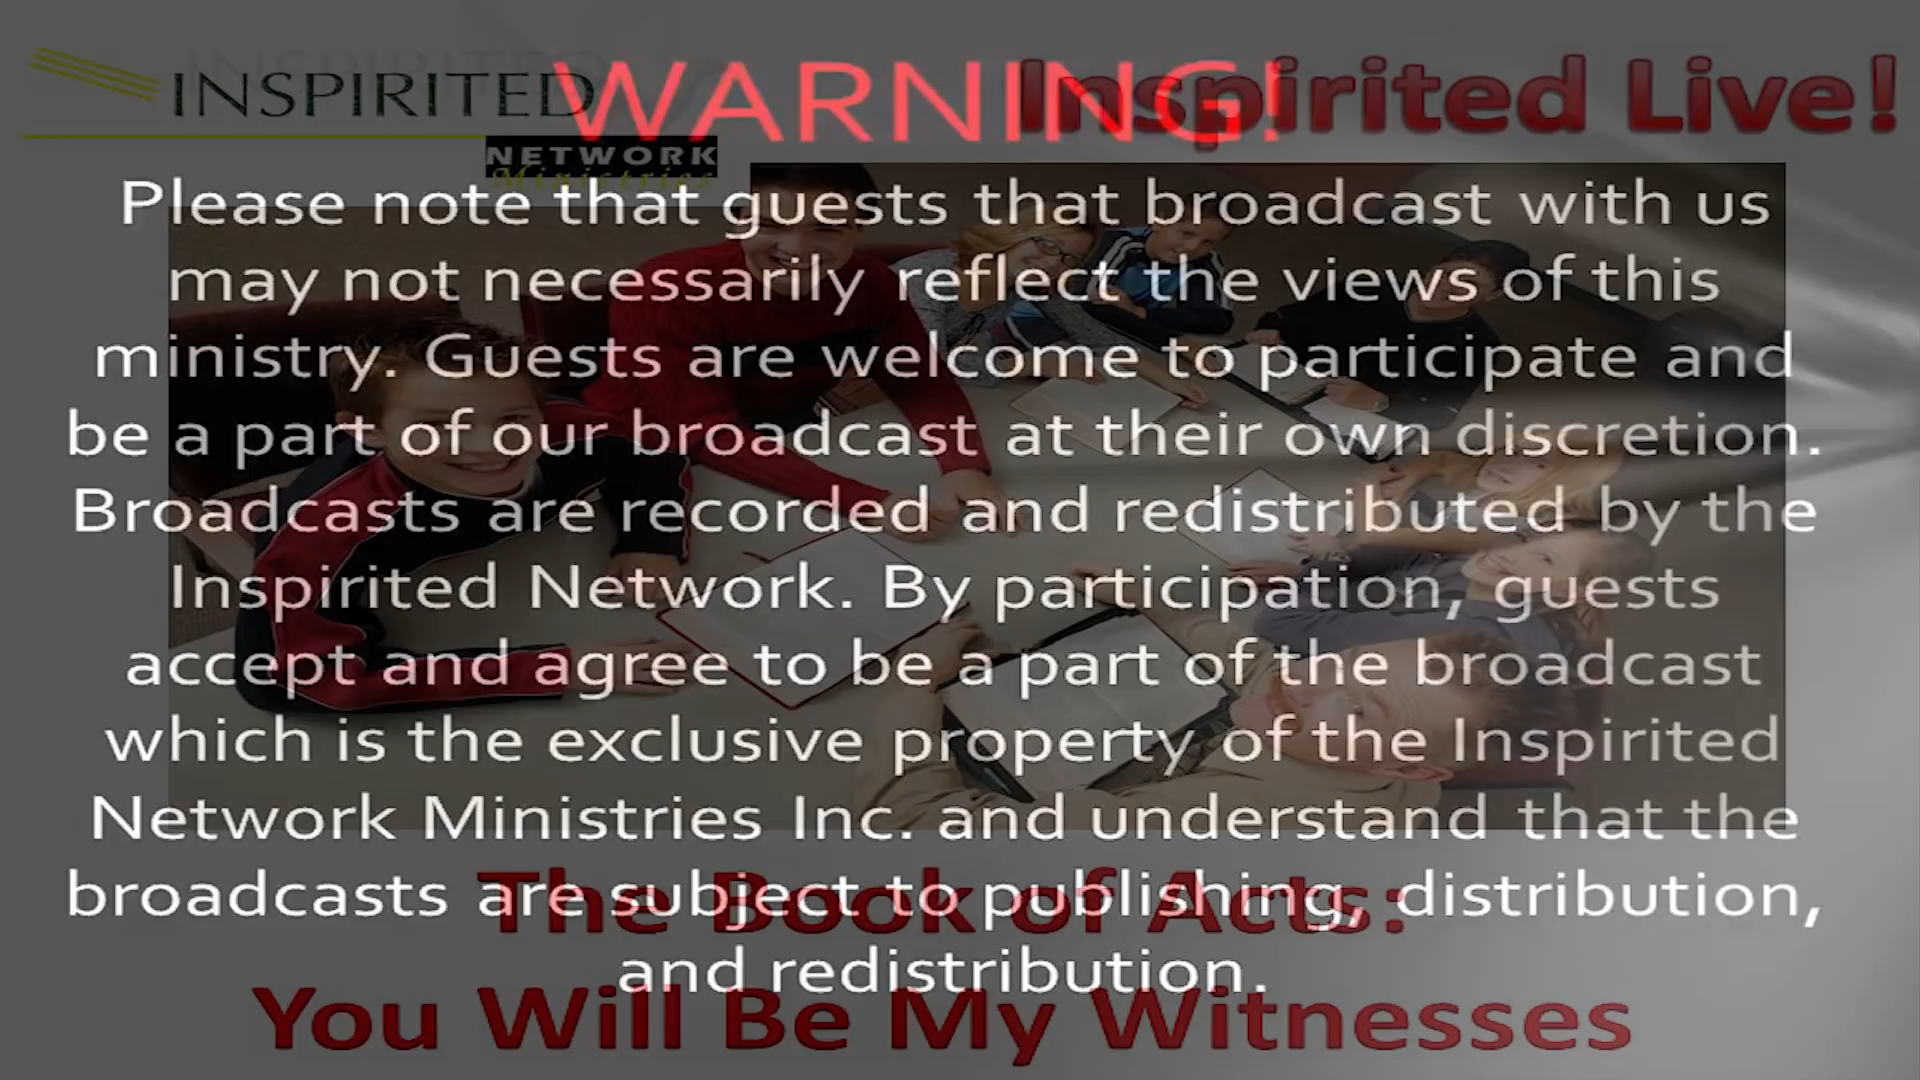 INSPIRITED
NETWORK
Ministries
WARNING!
Inspirited Live!
Please note that guests that broadcast with us
may not necessarily reflect the views of this
ministry. Guests are welcome to participate and
be a part of our broadcast at their own discretion.
Broadcasts are recorded and redistributed by the
Inspirited Network. By participation, guests
accept and agree to be a part of the broadcast
which is the exclusive property of the Inspirited
Network Ministries Inc. and understand that the
broadcasts are subject to publishing, distribution,
and redistribution.
The Book of Acts:
You Will Be My Witnesses